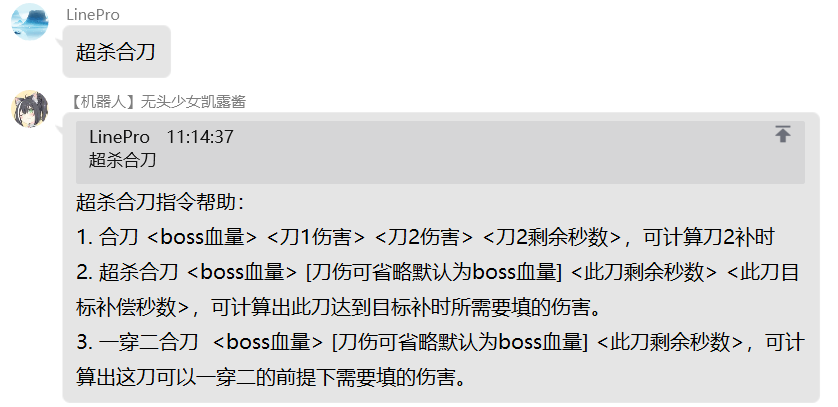 LinePro
超杀合刀
【机器人】无头少女凯露酱
LinePro 11:14:37
超杀合刀
超杀合刀指令帮助：
1. 合刀 <boss血量> <刀1伤害> <刀2伤害> <刀2剩余秒数>，可计算刀2补时
2. 超杀合刀 <boss血量> [刀伤可省略默认为boss血量] <此刀剩余秒数> <此刀目
标补偿秒数>，可计算出此刀达到目标补时所需要填的伤害。
3. 一穿二合刀  <boss血量> [刀伤可省略默认为boss血量] <此刀剩余秒数>，可计
算出这刀可以一穿二的前提下需要填的伤害。